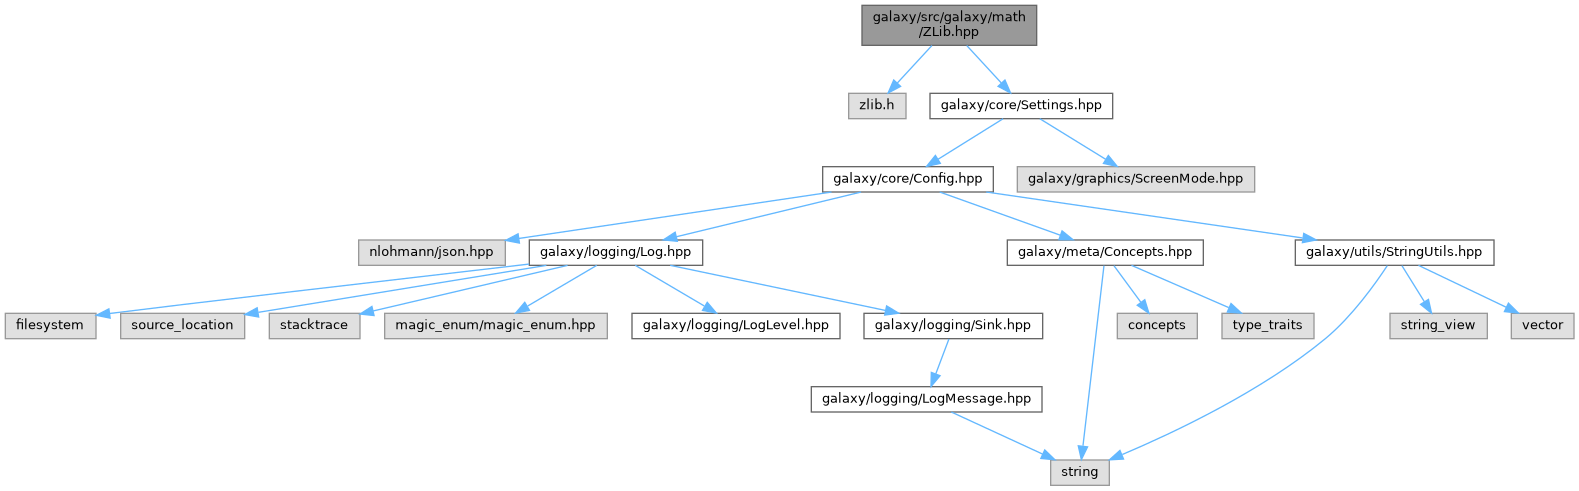 galaxy/src/galaxy/math
/ZLib.hpp
zlib.h
galaxy/core/Settings.hpp
galaxy/core/Config.hpp
galaxy/graphics/ScreenMode.hpp
nlohmann/json.hpp
galaxy/logging/Log.hpp
galaxy/meta/Concepts.hpp
galaxy/utils/StringUtils.hpp
filesystem
source_location
stacktrace
magic_enum/magic_enum.hpp
galaxy/logging/LogLevel.hpp
galaxy/logging/Sink.hpp
concepts
type_traits
string_view
vector
galaxy/logging/LogMessage.hpp
string